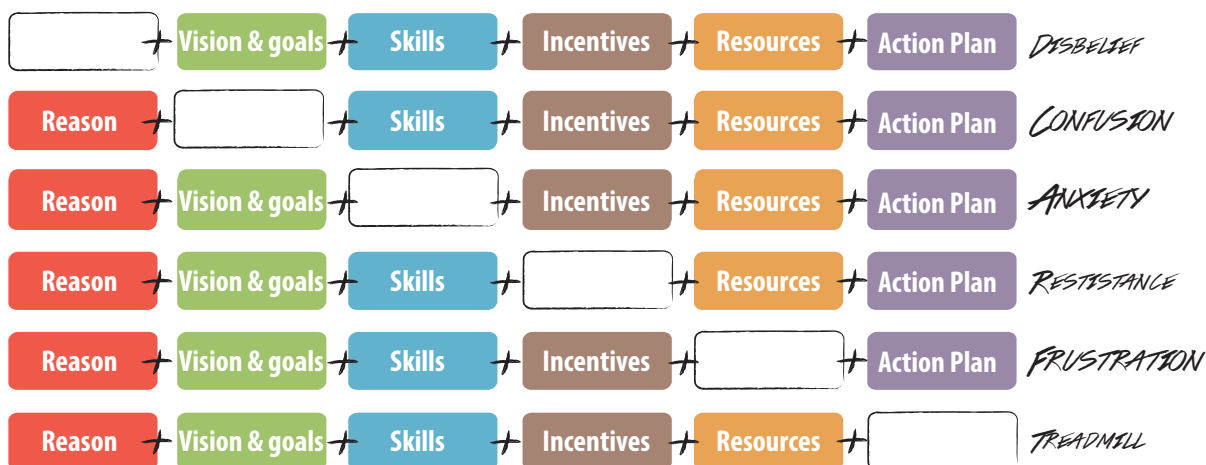 + Vision & goals + Skills + Incentives + Resources + Action Plan DISBELIEF
Reason + + Skills + Incentives + Resources + Action Plan CONFUSION
Reason + Vision & goals + + Incentives + Resources + Action Plan ANXIETY
Reason + Vision & goals + Skills + + Resources + Action Plan RESTISTANCE
Reason + Vision & goals + Skills + Incentives + + Action Plan FRUSTRATION
Reason + Vision & goals + Skills + Incentives + Resources + TREADMILL